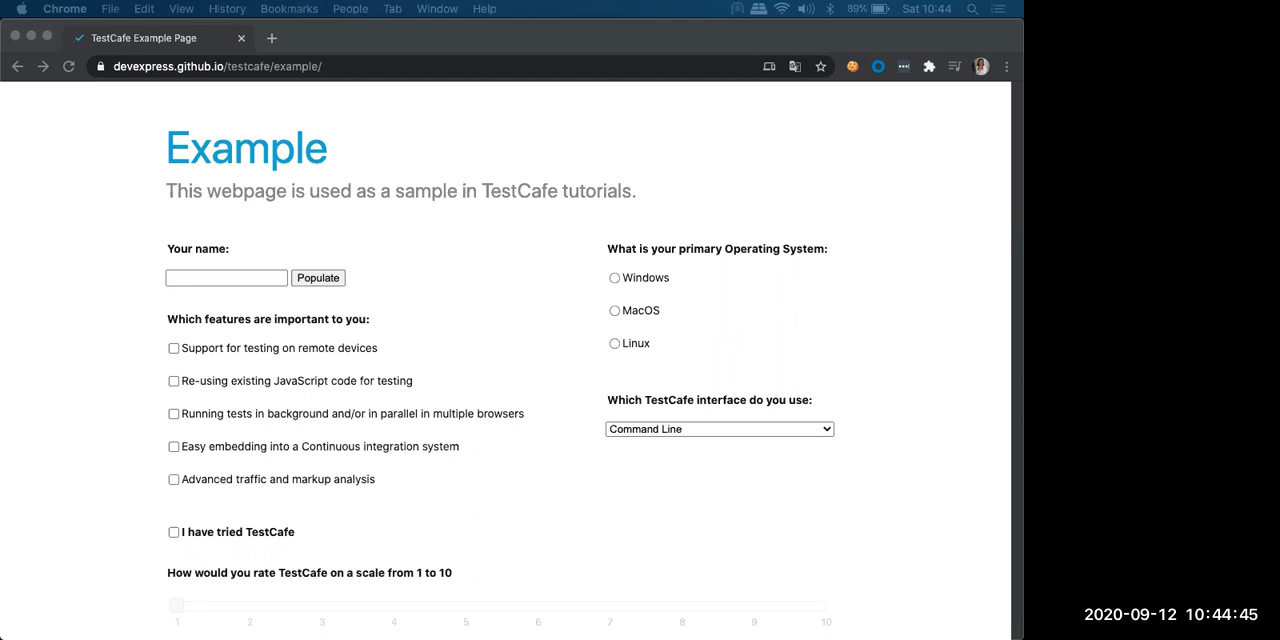 Chrome File Edit View History Bookmarks People Tab Window Help 89% Sat 10:44
TestCafe Example Page
devexpress.github.io/testcafe/example/
Example
This webpage is used as a sample in TestCafe tutorials.
Your name:
Populate
Which features are important to you:
Support for testing on remote devices
Re-using existing JavaScript code for testing
Running tests in background and/or in parallel in multiple browsers
Easy embedding into a Continuous integration system
Advanced traffic and markup analysis
I have tried TestCafe
How would you rate TestCafe on a scale from 1 to 10
1 2 3 4 5 6 7 8 9 10
What is your primary Operating System:
Windows
MacOS
Linux
Which TestCafe interface do you use:
Command Line
2020-09-12 10:44:45